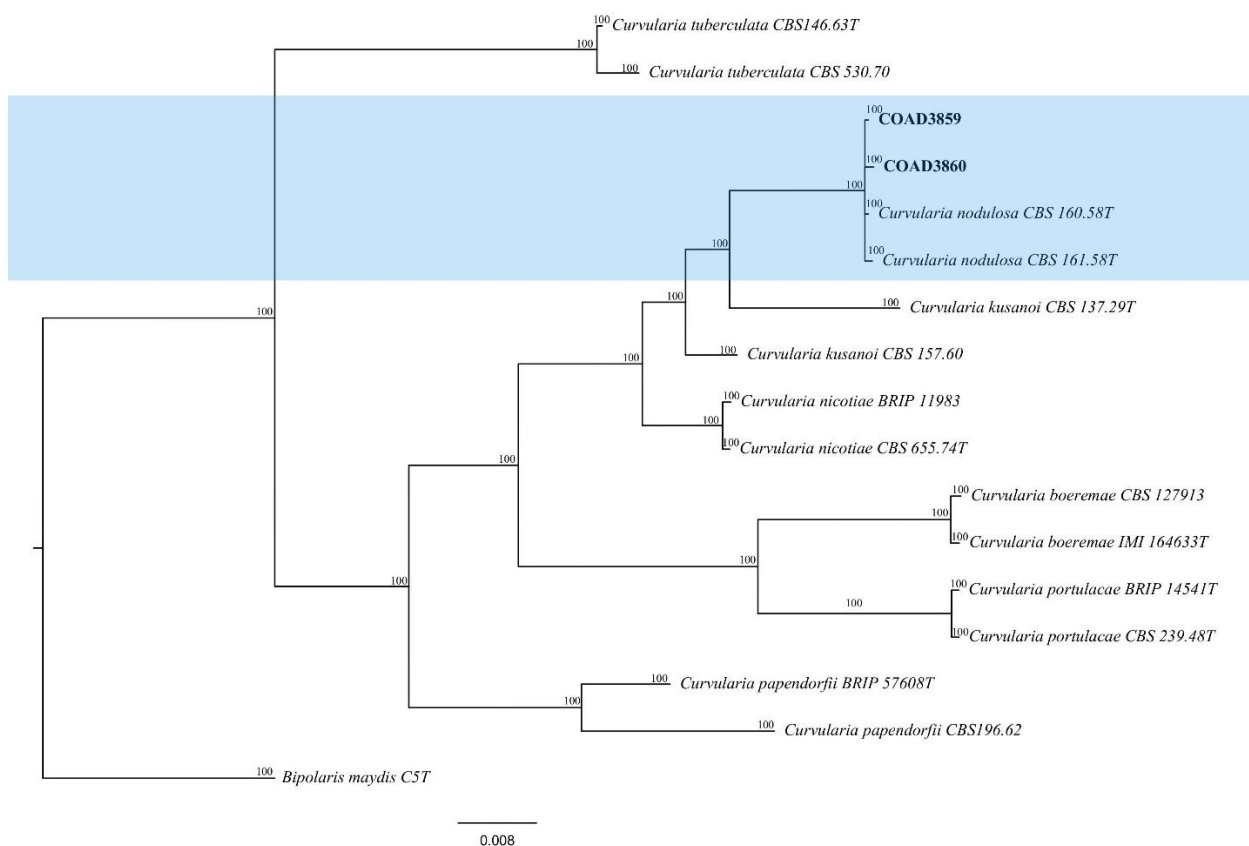 100 Curvularia tuberculata CBS146.63T
100
100 Curvularia tuberculata CBS 530.70
100
COAD3859
100
COAD3860
100
100
Curvularia nodulosa CBS 160.58T
100
100
Curvularia nodulosa CBS 161.58T
100
100 Curvularia kusanoi CBS 137.29T
100
100
100 Curvularia kusanoi CBS 157.60
100
100 Curvularia nicotiae BRIP 11983
100
100 Curvularia nicotiae CBS 655.74T
100
100 Curvularia boeremae CBS 127913
100
100 Curvularia boeremae IMI 164633T
100
100
100 Curvularia portulacae BRIP 14541T
100
100 Curvularia portulacae CBS 239.48T
100 Curvularia papendorfii BRIP 57608T
100
100 Curvularia papendorfii CBS196.62
100 Bipolaris maydis C5T
0.008